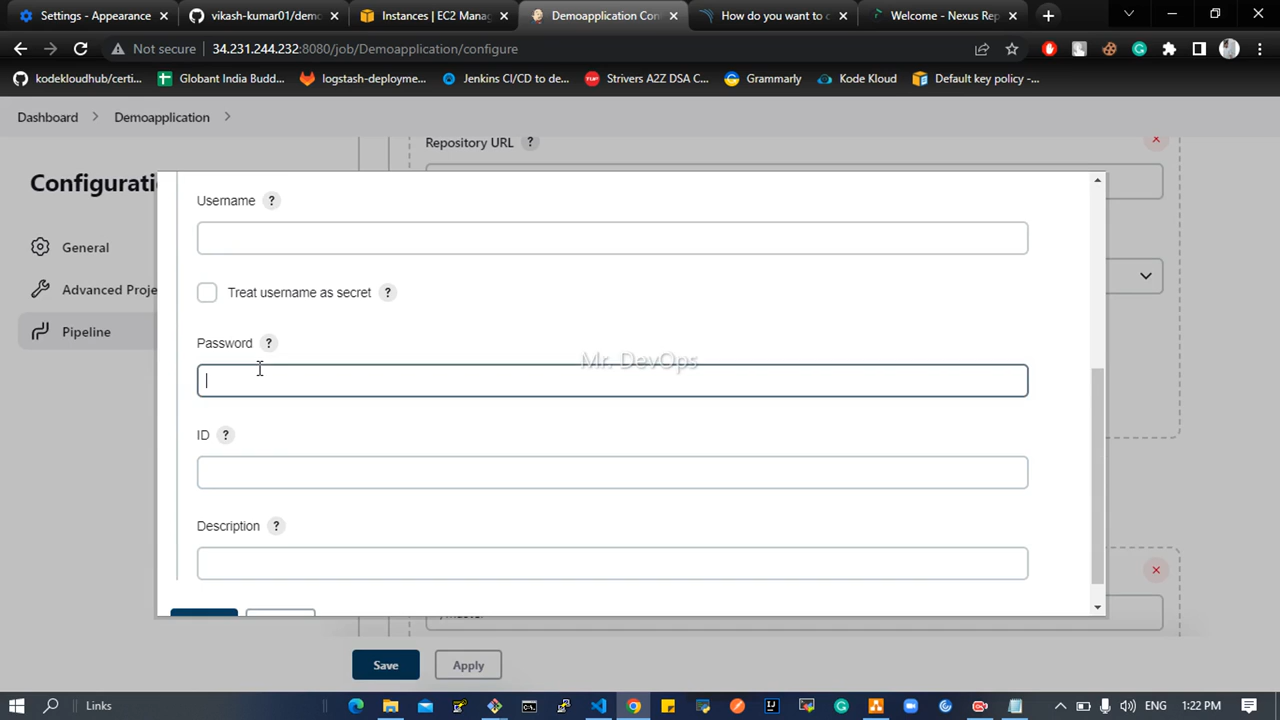 Settings - Appearance
vikash-kumar01/demo
Instances | EC2 Manag
Demoapplication Con
How do you want to c
Welcome - Nexus Rep
Not secure
34.231.244.232:8080/job/Demoapplication/configure
kodekloudhub/certi...
Globant India Budd...
logstash-deployme...
Jenkins CI/CD to de...
Strivers A2Z DSA C...
Grammarly
Kode Kloud
Default key policy -...
Dashboard
Demoapplication
Repository URL ?
Configurati
General
Advanced Proje
Pipeline
Username ?
Treat username as secret ?
Password ?
Mr. DevOps
ID ?
Description ?
Save
Apply
Links
ENG
1:22 PM